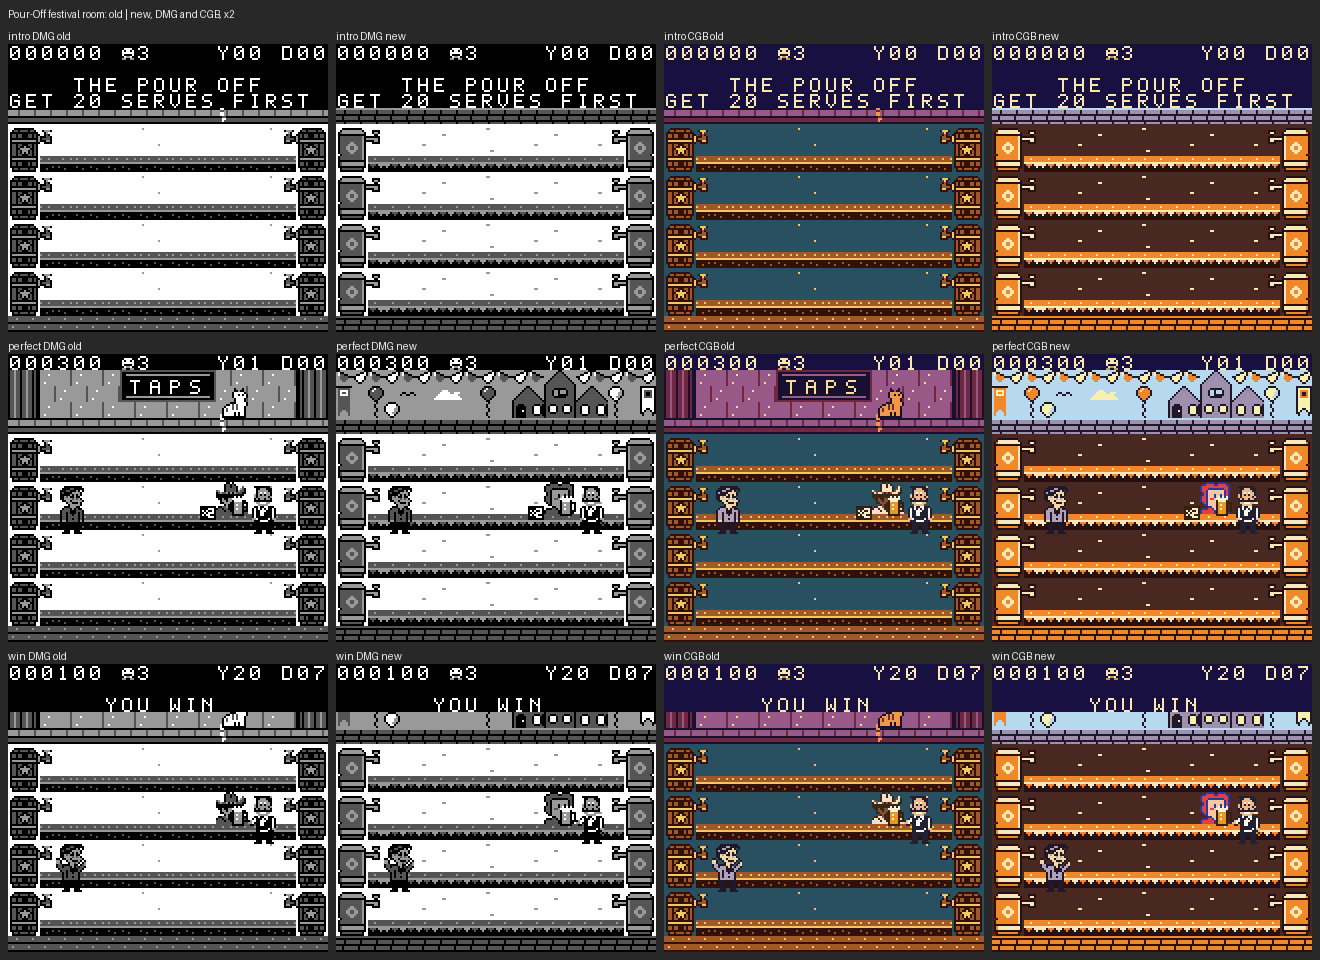 Pour-Off festival room: old | new, DMG and CGB, x2
intro DMG old
intro DMG new
intro CGB old
intro CGB new
000000 3 Y00 D00
THE POUR OFF
GET 20 SERVES FIRST
000000 3 Y00 D00
THE POUR OFF
GET 20 SERVES FIRST
000000 3 Y00 D00
THE POUR OFF
GET 20 SERVES FIRST
000000 3 Y00 D00
THE POUR OFF
GET 20 SERVES FIRST
perfect DMG old
perfect DMG new
perfect CGB old
perfect CGB new
000300 3 Y01 D00
TAPS
000300 3 Y01 D00
000300 3 Y01 D00
TAPS
000300 3 Y01 D00
win DMG old
win DMG new
win CGB old
win CGB new
000100 3 Y20 D07
YOU WIN
000100 3 Y20 D07
YOU WIN
000100 3 Y20 D07
YOU WIN
000100 3 Y20 D07
YOU WIN